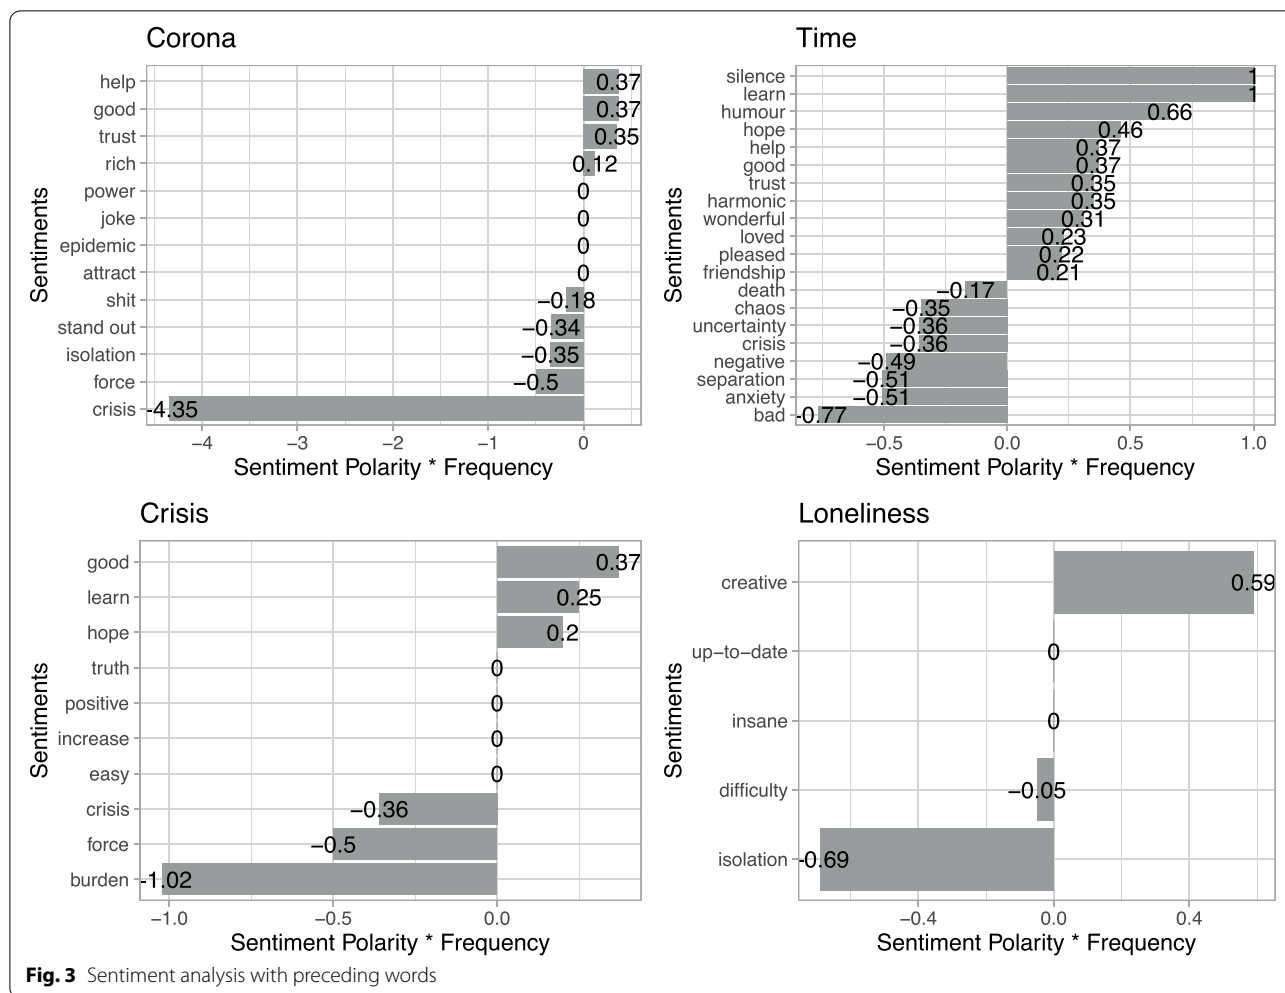 Corona
Sentiments
help 0.37
good 0.37
trust 0.35
rich 0.12
power 0
joke 0
epidemic 0
attract 0
shit −0.18
stand out −0.34
isolation −0.35
force −0.5
crisis −4.35
−4 −3 −2 −1 0
Sentiment Polarity * Frequency
Time
Sentiments
silence 1
learn 1
humour 0.66
hope 0.46
help 0.37
good 0.37
trust 0.35
harmonic 0.35
wonderful 0.31
loved 0.23
pleased 0.22
friendship 0.21
death −0.17
chaos −0.35
uncertainty −0.36
crisis −0.36
negative −0.49
separation −0.51
anxiety −0.51
bad −0.77
−0.5 0.0 0.5 1.0
Sentiment Polarity * Frequency
Crisis
Sentiments
good 0.37
learn 0.25
hope 0.2
truth 0
positive 0
increase 0
easy 0
crisis −0.36
force −0.5
burden −1.02
−1.0 −0.5 0.0
Sentiment Polarity * Frequency
Loneliness
Sentiments
creative 0.59
up−to−date 0
insane 0
difficulty −0.05
isolation −0.69
−0.4 0.0 0.4
Sentiment Polarity * Frequency
Fig. 3 Sentiment analysis with preceding words